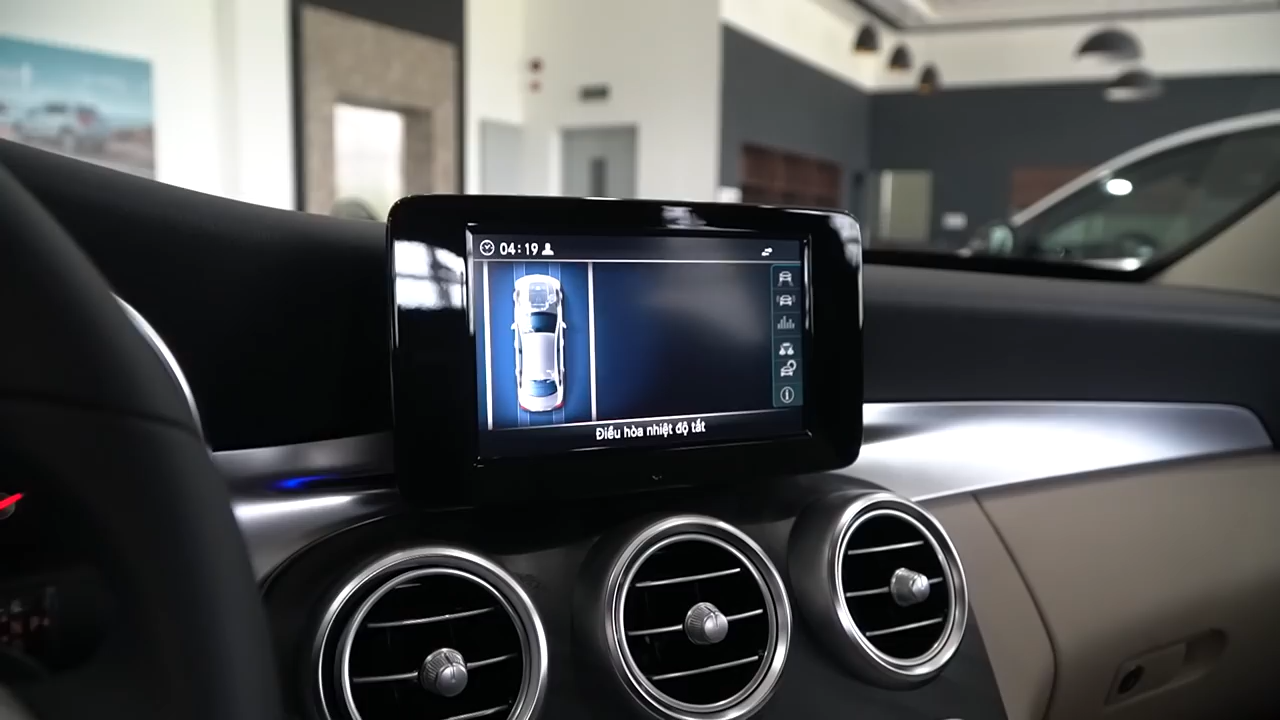 04:19
Điều hòa nhiệt độ tắt